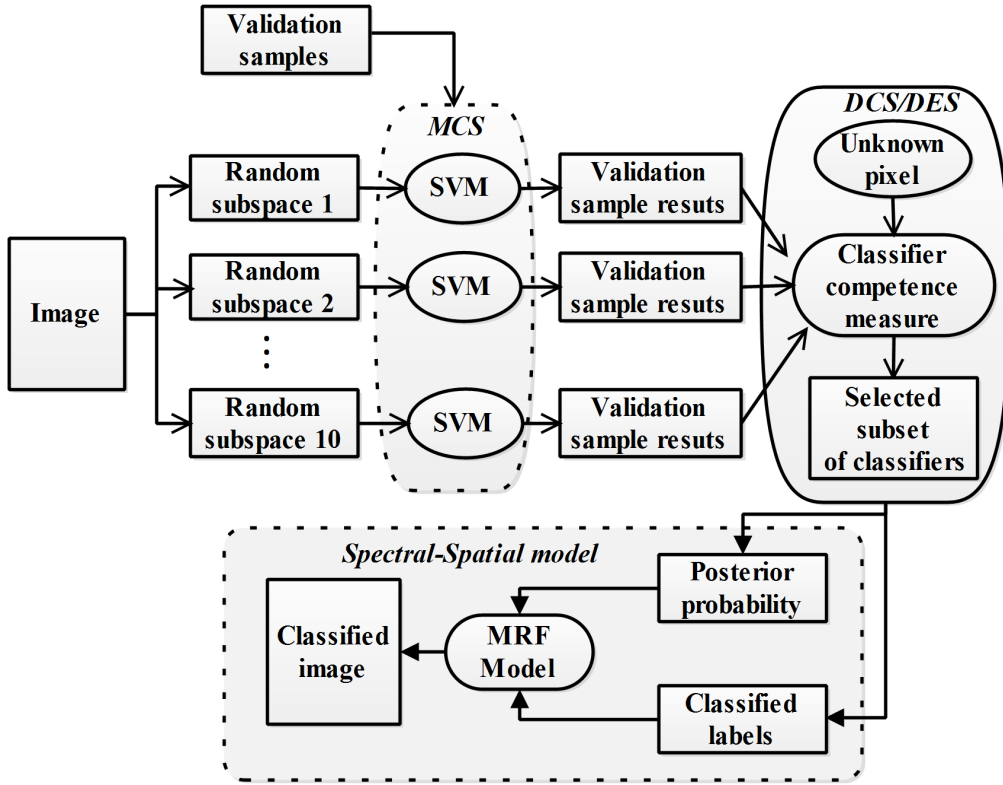 Validation
samples
MCS
DCS/DES
Unknown
pixel
Random
subspace 1
SVM
Validation
sample resuts
Image
Random
subspace 2
SVM
Validation
sample resuts
Classifier
competence
measure
Random
subspace 10
SVM
Validation
sample resuts
Selected
subset
of classifiers
Spectral-Spatial model
Posterior
probability
Classified
image
MRF
Model
Classified
labels